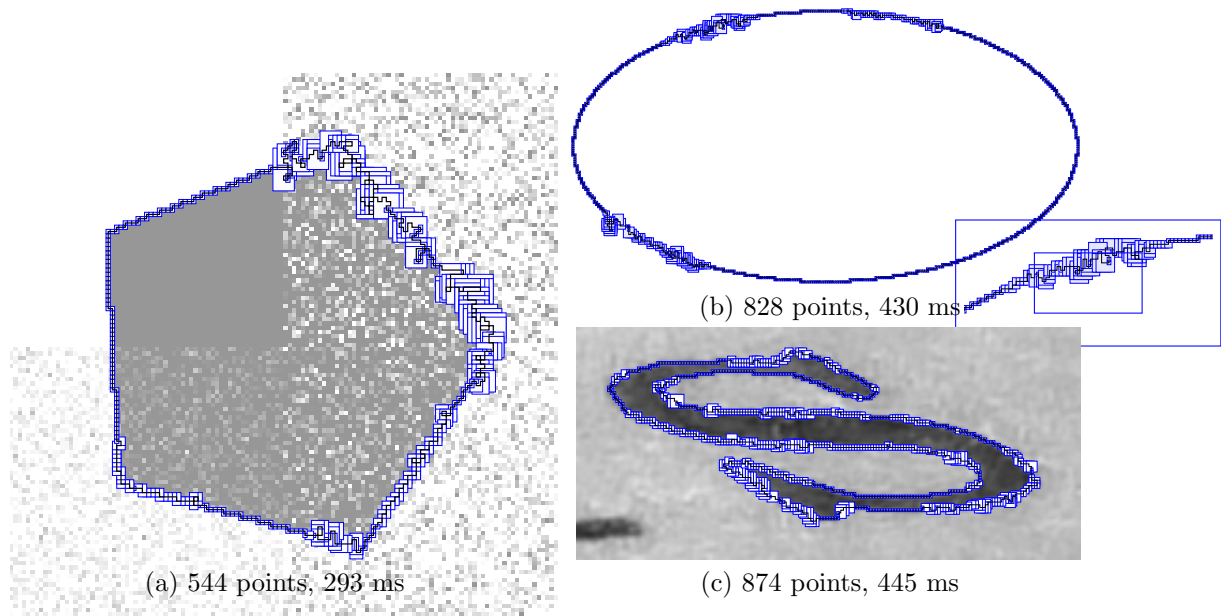 (b) 828 points, 430 ms
(a) 544 points, 293 ms
(c) 874 points, 445 ms